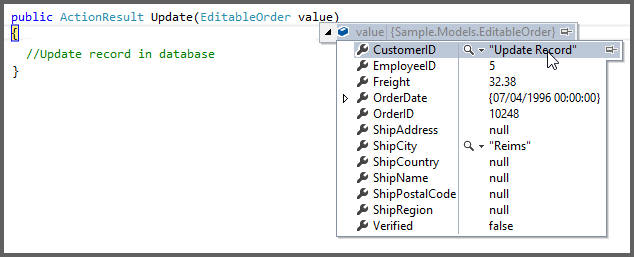 public ActionResult Update(EditableOrder value)
{
value {Sample.Models.EditableOrder}
CustomerID "Update Record"
//Update record in database
EmployeeID 5
}
Freight 32.38
OrderDate {07/04/1996 00:00:00}
OrderID 10248
ShipAddress null
ShipCity "Reims"
ShipCountry null
ShipName null
ShipPostalCode null
ShipRegion null
Verified false